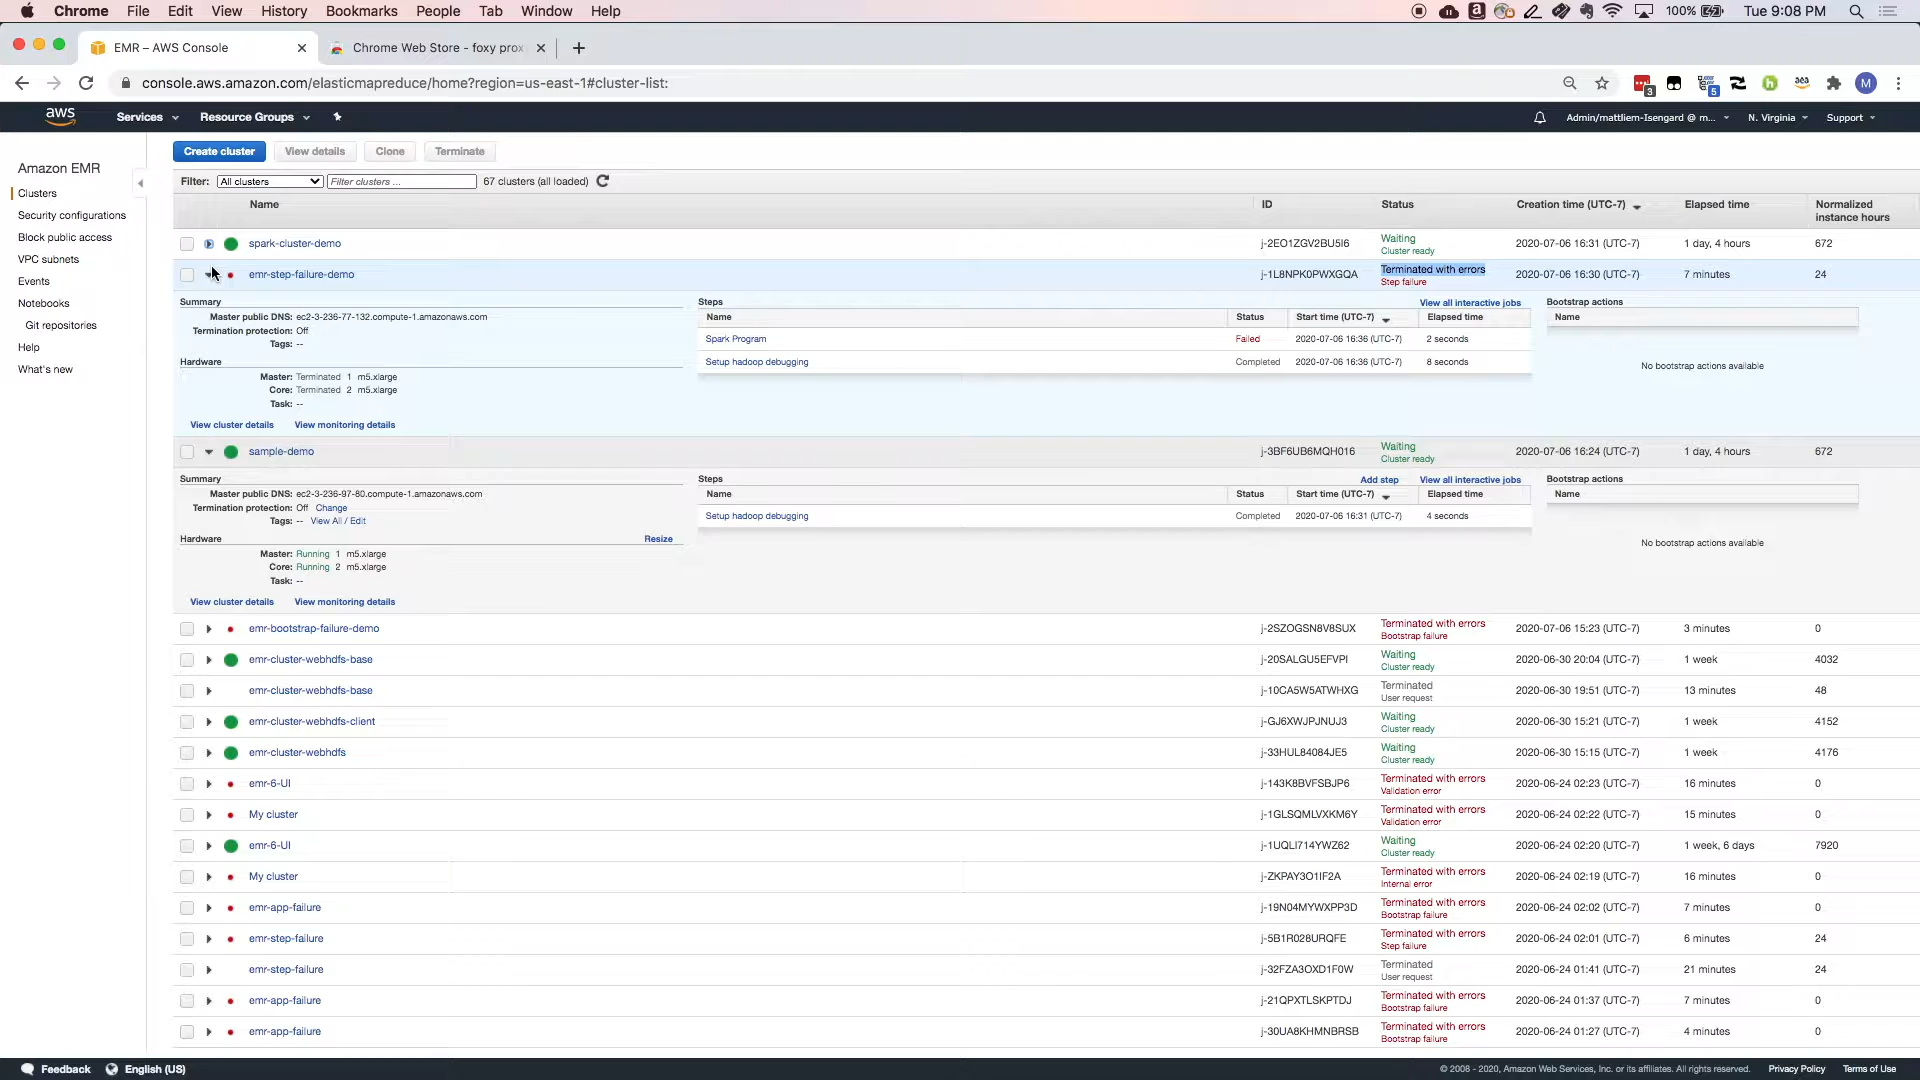 Chrome File Edit View History Bookmarks People Tab Window Help 100% Tue 9:08 PM
EMR – AWS Console Chrome Web Store - foxy prox
console.aws.amazon.com/elasticmapreduce/home?region=us-east-1#cluster-list:
3 5 M
aws Services Resource Groups Admin/mattliem-Isengard @ m... N. Virginia Support
Amazon EMR
Clusters
Security configurations
Block public access
VPC subnets
Events
Notebooks
Git repositories
Help
What's new
Create cluster View details Clone Terminate
Filter: All clusters Filter clusters ... 67 clusters (all loaded)
Name ID Status Creation time (UTC-7) Elapsed time Normalized instance hours
spark-cluster-demo j-2EO1ZGV2BU5I6 Waiting Cluster ready 2020-07-06 16:31 (UTC-7) 1 day, 4 hours 672
emr-step-failure-demo j-1L8NPK0PWXGQA Terminated with errors Step failure 2020-07-06 16:30 (UTC-7) 7 minutes 24
Summary
Master public DNS: ec2-3-236-77-132.compute-1.amazonaws.com
Termination protection: Off
Tags: --
Hardware
Master: Terminated 1 m5.xlarge
Core: Terminated 2 m5.xlarge
Task: --
View cluster details View monitoring details
Steps View all interactive jobs
Name Status Start time (UTC-7) Elapsed time
Spark Program Failed 2020-07-06 16:36 (UTC-7) 2 seconds
Setup hadoop debugging Completed 2020-07-06 16:36 (UTC-7) 8 seconds
Bootstrap actions
Name
No bootstrap actions available
sample-demo j-3BF6UB6MQH016 Waiting Cluster ready 2020-07-06 16:24 (UTC-7) 1 day, 4 hours 672
Summary
Master public DNS: ec2-3-236-97-80.compute-1.amazonaws.com
Termination protection: Off Change
Tags: -- View All / Edit
Hardware Resize
Master: Running 1 m5.xlarge
Core: Running 2 m5.xlarge
Task: --
View cluster details View monitoring details
Steps Add step View all interactive jobs
Name Status Start time (UTC-7) Elapsed time
Setup hadoop debugging Completed 2020-07-06 16:31 (UTC-7) 4 seconds
Bootstrap actions
Name
No bootstrap actions available
emr-bootstrap-failure-demo j-2SZOGSN8V8SUX Terminated with errors Bootstrap failure 2020-07-06 15:23 (UTC-7) 3 minutes 0
emr-cluster-webhdfs-base j-20SALGU5EFVPI Waiting Cluster ready 2020-06-30 20:04 (UTC-7) 1 week 4032
emr-cluster-webhdfs-base j-10CA5W5ATWHXG Terminated User request 2020-06-30 19:51 (UTC-7) 13 minutes 48
emr-cluster-webhdfs-client j-GJ6XWJPJNUJ3 Waiting Cluster ready 2020-06-30 15:21 (UTC-7) 1 week 4152
emr-cluster-webhdfs j-33HUL84084JE5 Waiting Cluster ready 2020-06-30 15:15 (UTC-7) 1 week 4176
emr-6-UI j-143K8BVFSBJP6 Terminated with errors Validation error 2020-06-24 02:23 (UTC-7) 16 minutes 0
My cluster j-1GLSQMLVXKM6Y Terminated with errors Validation error 2020-06-24 02:22 (UTC-7) 15 minutes 0
emr-6-UI j-1UQLI714YWZ62 Waiting Cluster ready 2020-06-24 02:20 (UTC-7) 1 week, 6 days 7920
My cluster j-ZKPAY3O1IF2A Terminated with errors Internal error 2020-06-24 02:19 (UTC-7) 16 minutes 0
emr-app-failure j-19N04MYWXPP3D Terminated with errors Bootstrap failure 2020-06-24 02:02 (UTC-7) 7 minutes 0
emr-step-failure j-5B1R028URQFE Terminated with errors Step failure 2020-06-24 02:01 (UTC-7) 6 minutes 24
emr-step-failure j-32FZA3OXD1F0W Terminated User request 2020-06-24 01:41 (UTC-7) 21 minutes 24
emr-app-failure j-21QPXTLSKPTDJ Terminated with errors Bootstrap failure 2020-06-24 01:37 (UTC-7) 7 minutes 0
emr-app-failure j-30UA8KHMNBRSB Terminated with errors Bootstrap failure 2020-06-24 01:27 (UTC-7) 4 minutes 0
Feedback English (US) © 2008 - 2020, Amazon Web Services, Inc. or its affiliates. All rights reserved. Privacy Policy Terms of Use